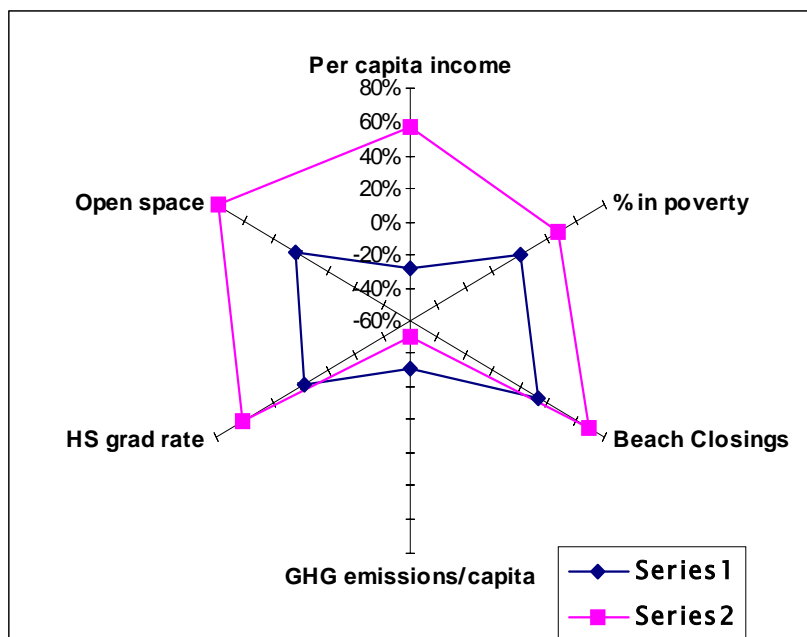 Per capita income
80%
60%
40%
20%
0%
-20%
-40%
-60%
Open space
% in poverty
HS grad rate
Beach Closings
GHG emissions/capita
Series1
Series2